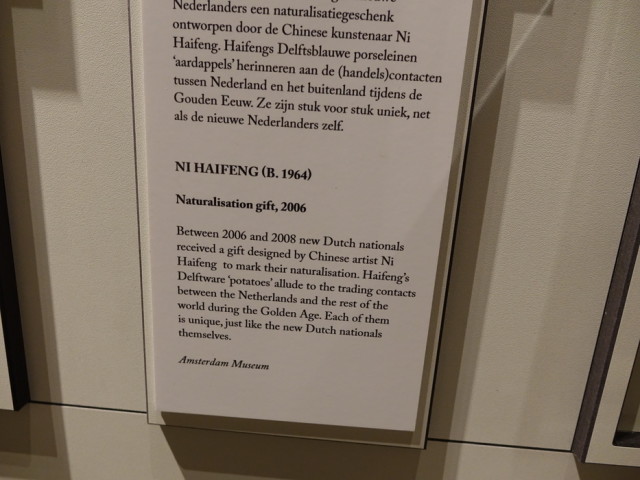 Nederlanders een naturalisatiegeschenk
ontworpen door de Chinese kunstenaar Ni
Haifeng. Haifengs Delftsblauwe porseleinen
‘aardappels’ herinneren aan de (handels)contacten
tussen Nederland en het buitenland tijdens de
Gouden Eeuw. Ze zijn stuk voor stuk uniek, net
als de nieuwe Nederlanders zelf.
NI HAIFENG (B. 1964)
Naturalisation gift, 2006
Between 2006 and 2008 new Dutch nationals
received a gift designed by Chinese artist Ni
Haifeng to mark their naturalisation. Haifeng’s
Delftware ‘potatoes’ allude to the trading contacts
between the Netherlands and the rest of the
world during the Golden Age. Each of them
is unique, just like the new Dutch nationals
themselves.
Amsterdam Museum